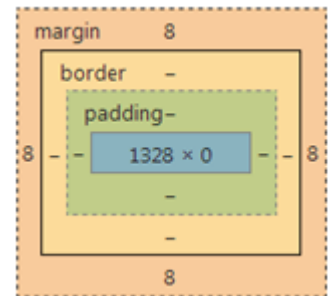 margin 8
border –
padding –
8 – – 1328 × 0 – – 8
–
–
8